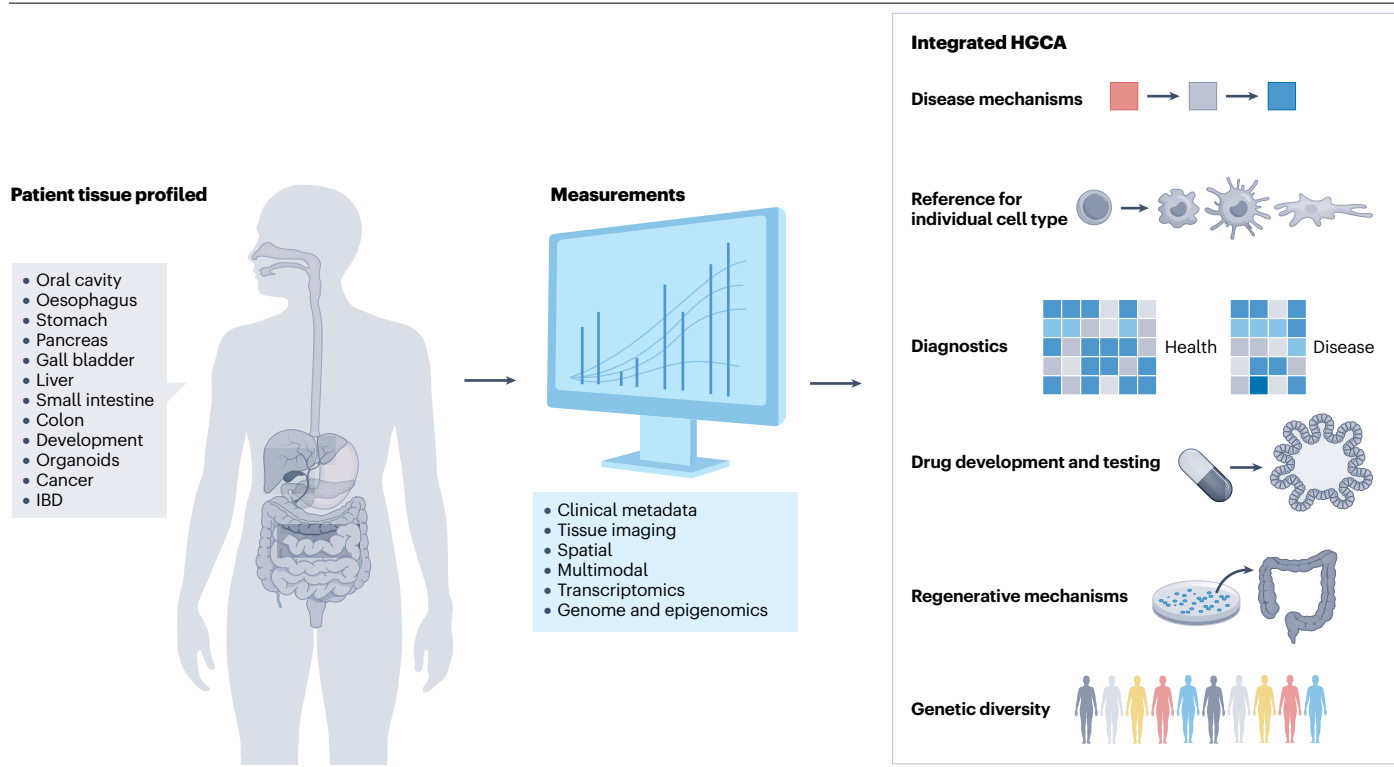 Patient tissue profiled
• Oral cavity
• Oesophagus
• Stomach
• Pancreas
• Gall bladder
• Liver
• Small intestine
• Colon
• Development
• Organoids
• Cancer
• IBD
Measurements
• Clinical metadata
• Tissue imaging
• Spatial
• Multimodal
• Transcriptomics
• Genome and epigenomics
Integrated HGCA
Disease mechanisms
Reference for
individual cell type
Diagnostics
Health
Disease
Drug development and testing
Regenerative mechanisms
Genetic diversity